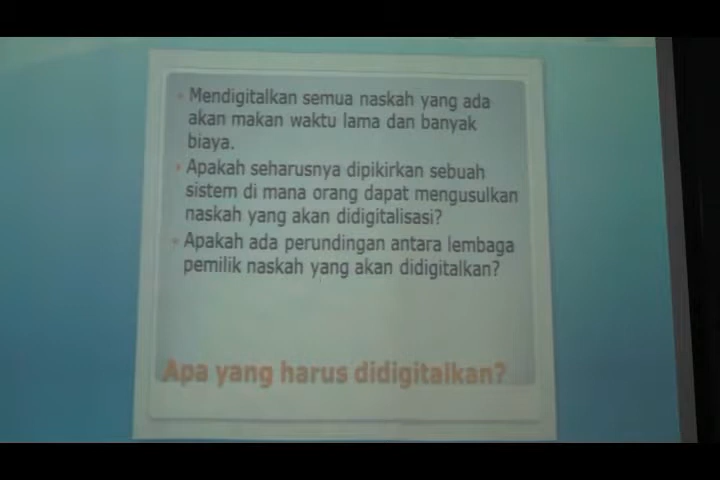 Mendigitalkan semua naskah yang ada
akan makan waktu lama dan banyak
biaya.
Apakah seharusnya dipikirkan sebuah
sistem di mana orang dapat mengusulkan
naskah yang akan didigitalisasi?
Apakah ada perundingan antara lembaga
pemilik naskah yang akan didigitalkan?
Apa yang harus didigitalkan?